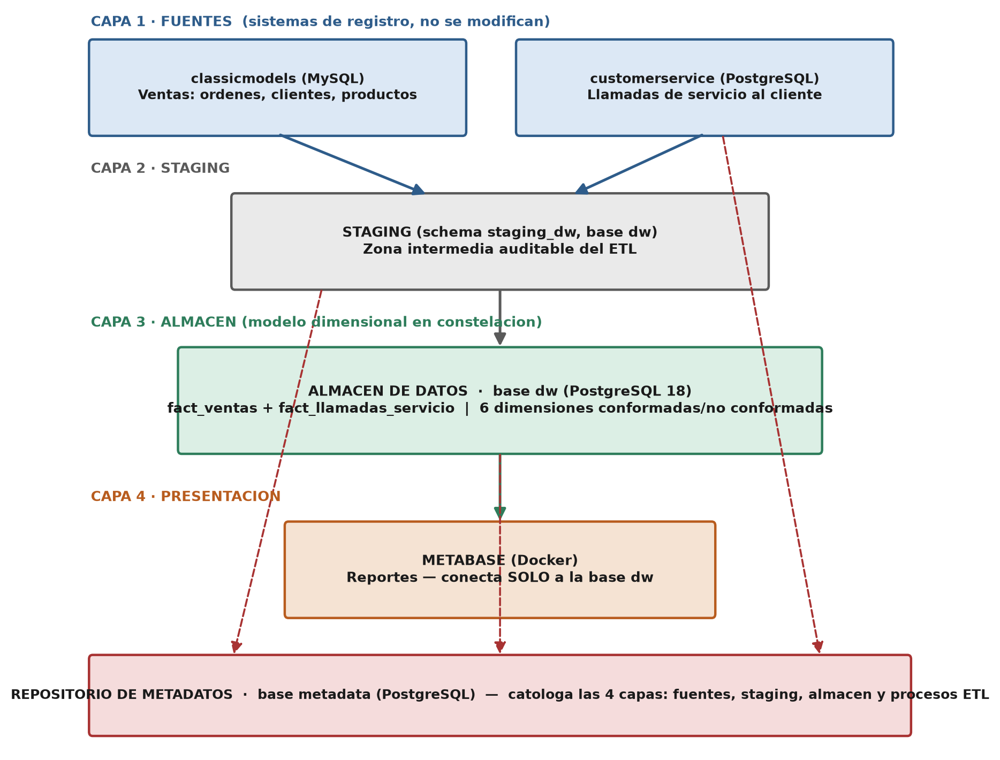 CAPA 1 · FUENTES (sistemas de registro, no se modifican)
classicmodels (MySQL)
Ventas: ordenes, clientes, productos
customerservice (PostgreSQL)
Llamadas de servicio al cliente
CAPA 2 · STAGING
STAGING (schema staging_dw, base dw)
Zona intermedia auditable del ETL
CAPA 3 · ALMACEN (modelo dimensional en constelacion)
ALMACEN DE DATOS · base dw (PostgreSQL 18)
fact_ventas + fact_llamadas_servicio | 6 dimensiones conformadas/no conformadas
CAPA 4 · PRESENTACION
METABASE (Docker)
Reportes — conecta SOLO a la base dw
REPOSITORIO DE METADATOS · base metadata (PostgreSQL) — catologa las 4 capas: fuentes, staging, almacen y procesos ETL